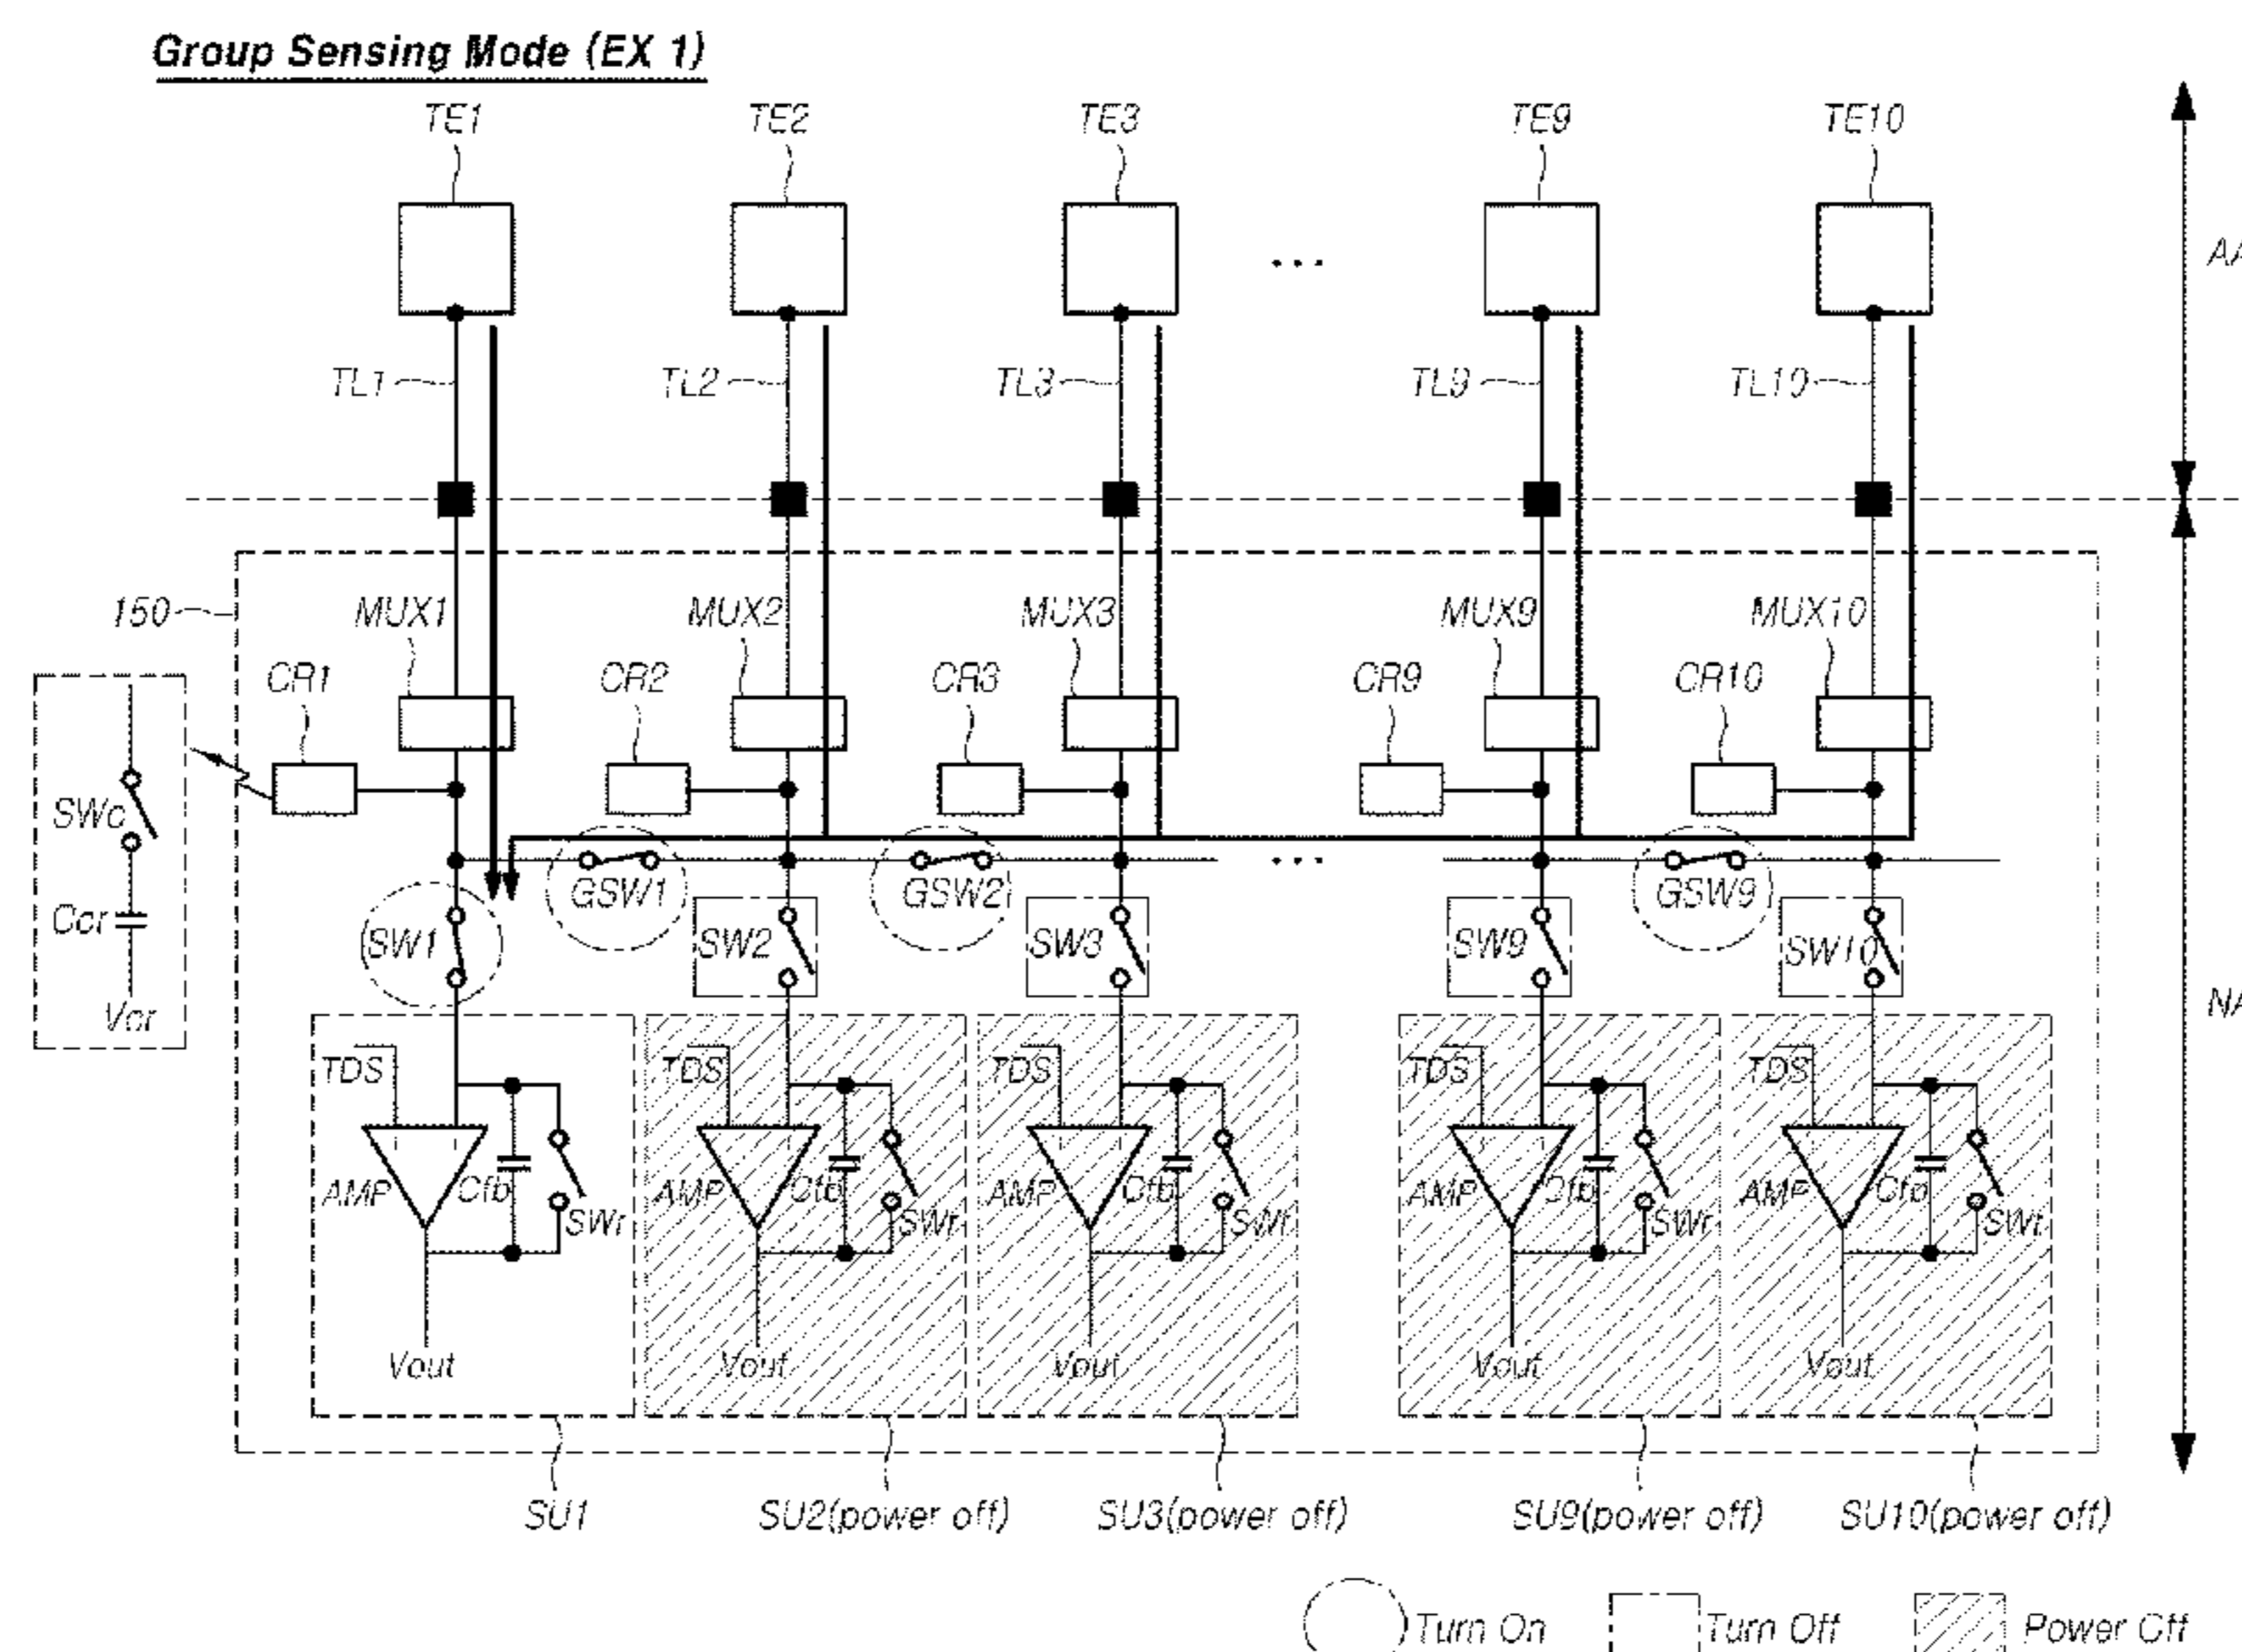 Group Sensing Mode (EX 1)
TE1 TE2 TE3 TE9 TE10
... AA
TL1 TL2 TL3 TL9 TL10
150 MUX1 MUX2 MUX3 MUX9 MUX10
CR1 CR2 CR3 CR9 CR10
SWc
...
GSW1 GSW2 GSW9
Ccr SW1 SW2 SW3 SW9 SW10
Vcr NA
TDS TDS TDS TDS TDS
AMP Cfb AMP Cfb AMP Cfb AMP Cfb AMP Cfb
SWr SWr SWr SWr SWr
Vout Vout Vout Vout Vout
SU1 SU2(power off) SU3(power off) SU9(power off) SU10(power off)
Turn On Turn Off Power Off